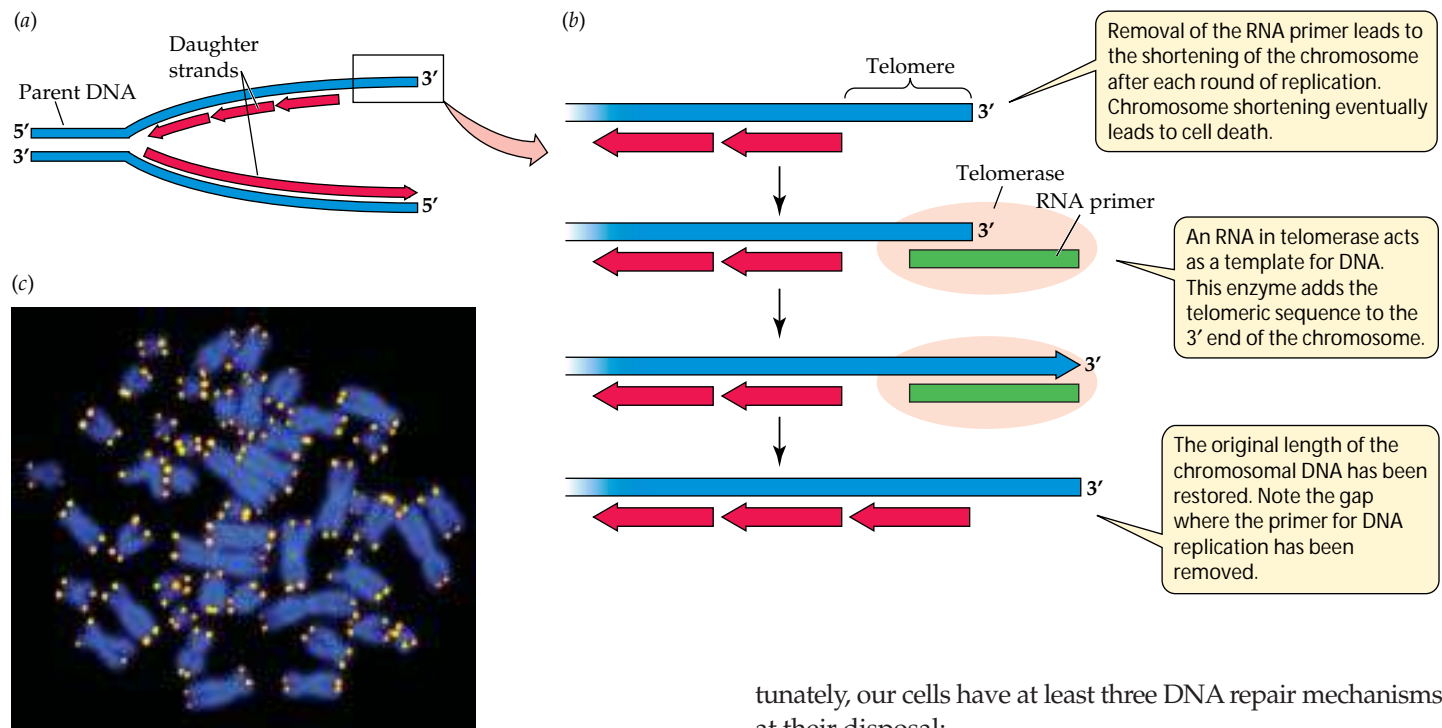 (a)
Daughter
strands
3′
Parent DNA
5′
3′
5′
(b)
Telomere
3′
Removal of the RNA primer leads to
the shortening of the chromosome
after each round of replication.
Chromosome shortening eventually
leads to cell death.
Telomerase
RNA primer
3′
An RNA in telomerase acts
as a template for DNA.
This enzyme adds the
telomeric sequence to the
3′ end of the chromosome.
3′
3′
The original length of the
chromosomal DNA has been
restored. Note the gap
where the primer for DNA
replication has been
removed.
(c)
tunately, our cells have at least three DNA repair mechanisms
at their disposal: